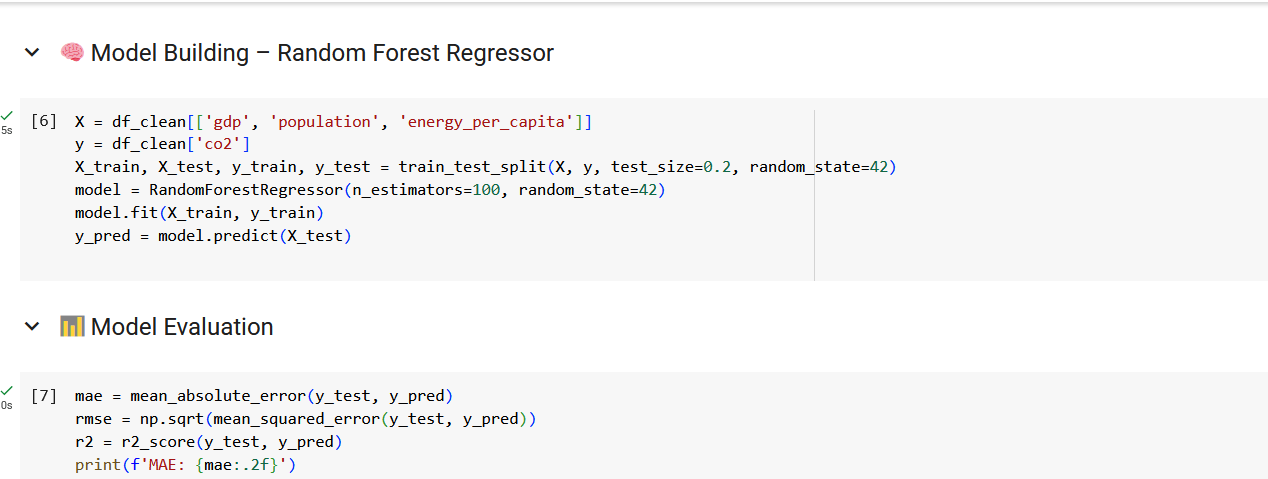 🧠 Model Building – Random Forest Regressor
5s
[6] X = df_clean[['gdp', 'population', 'energy_per_capita']]
y = df_clean['co2']
X_train, X_test, y_train, y_test = train_test_split(X, y, test_size=0.2, random_state=42)
model = RandomForestRegressor(n_estimators=100, random_state=42)
model.fit(X_train, y_train)
y_pred = model.predict(X_test)
📊 Model Evaluation
0s
[7] mae = mean_absolute_error(y_test, y_pred)
rmse = np.sqrt(mean_squared_error(y_test, y_pred))
r2 = r2_score(y_test, y_pred)
print(f'MAE: {mae:.2f}')